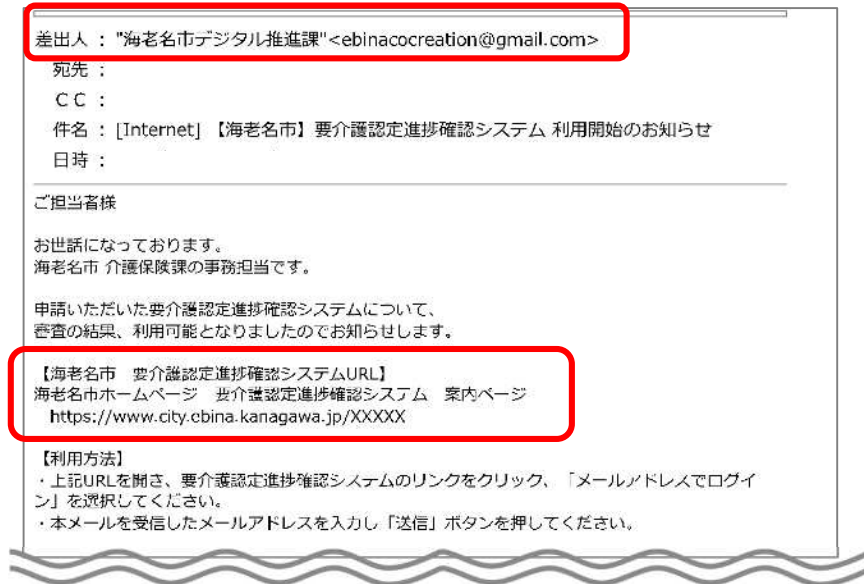 差出人 : "海老名市デジタル推進課"<ebinacocreation@gmail.com>
宛先 :
CC :
件名 : [Internet] 【海老名市】要介護認定進捗確認システム 利用開始のお知らせ
日時 :
ご担当者様
お世話になっております。
海老名市 介護保険課の事務担当です。
申請いただいた要介護認定進捗確認システムについて、
審査の結果、利用可能となりましたのでお知らせします。
【海老名市　要介護認定進捗確認システムURL】
海老名市ホームページ　要介護認定進捗確認システム　案内ページ
https://www.city.ebina.kanagawa.jp/XXXXX
【利用方法】
・上記URLを開き、要介護認定進捗確認システムのリンクをクリック、「メールアドレスでログイ
ン」を選択してください。
・本メールを受信したメールアドレスを入力し「送信」ボタンを押してください。